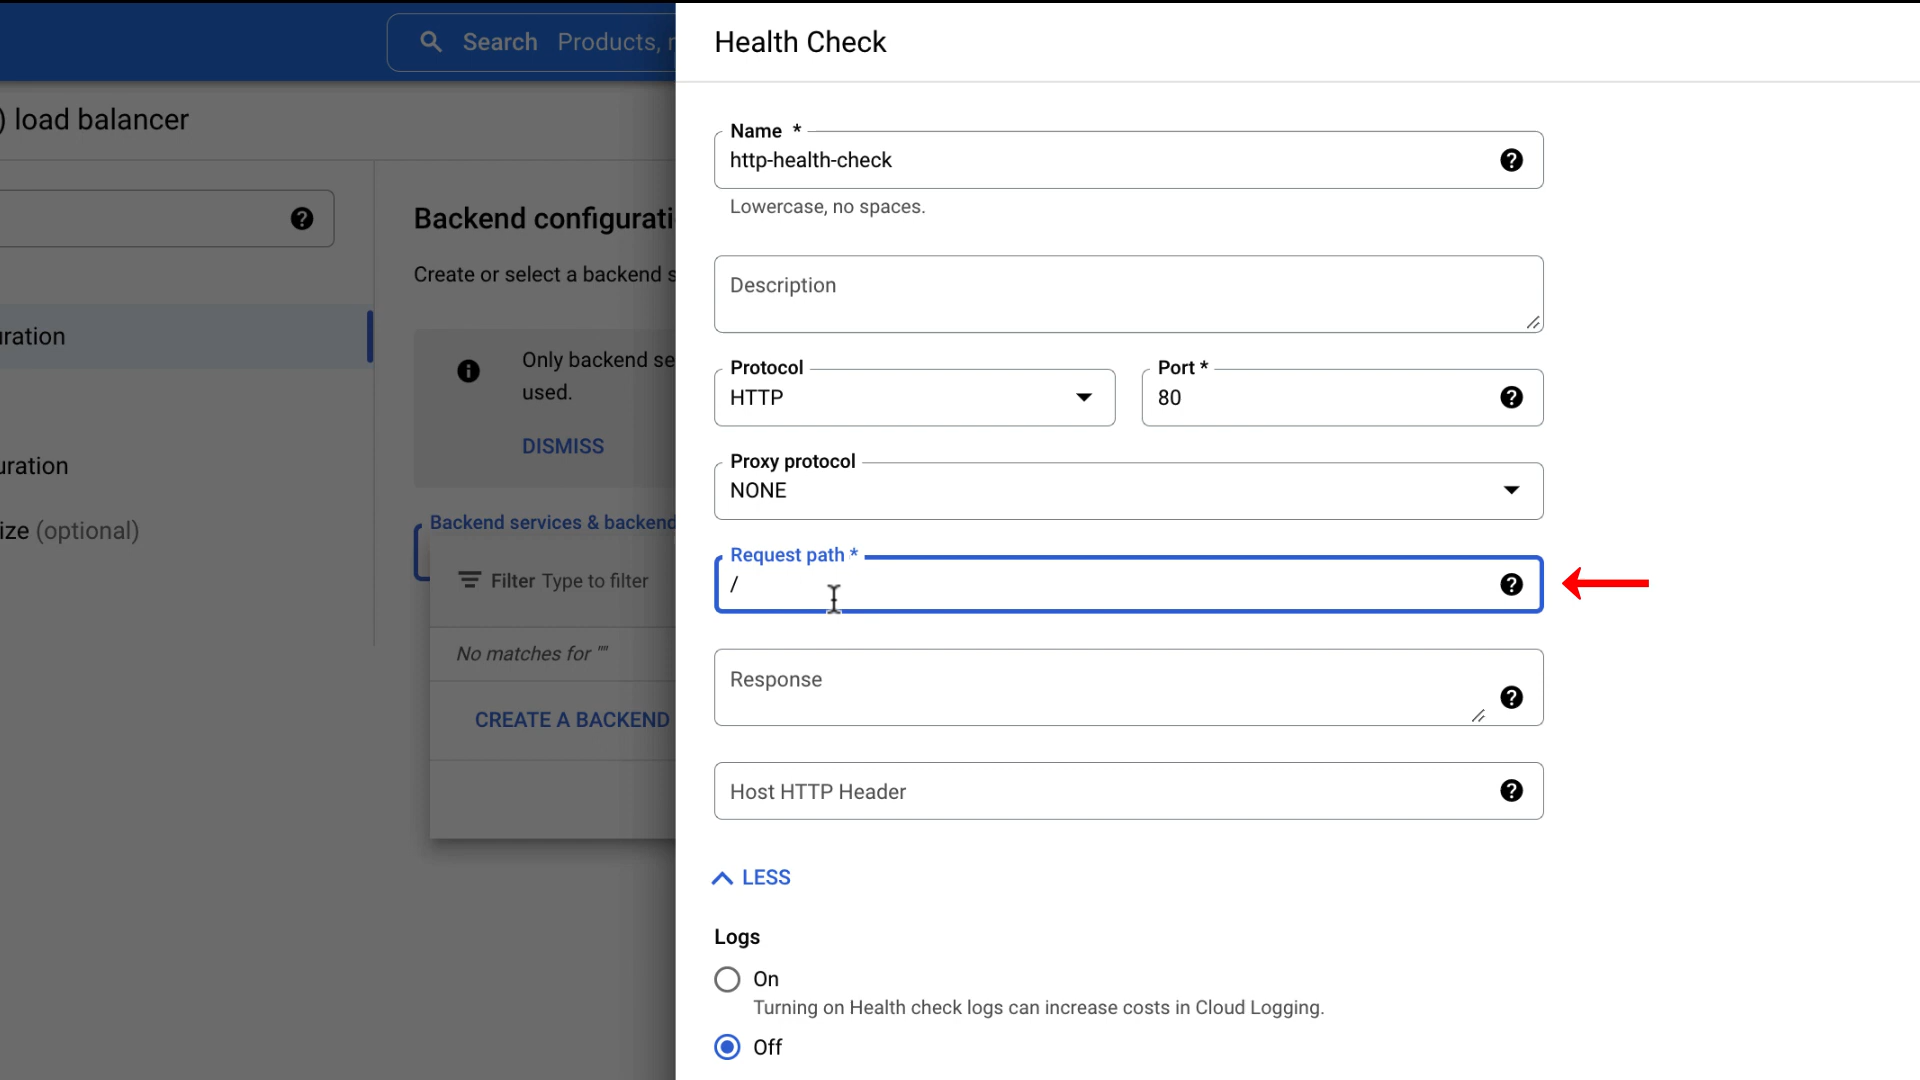 Search Products, r
) load balancer
uration
uration
ize (optional)
Backend configurati
Create or select a backend s
Only backend se
used.
DISMISS
Backend services & backend
Filter Type to filter
No matches for ""
CREATE A BACKEND
Health Check
Name *
http-health-check
Lowercase, no spaces.
Description
Protocol
HTTP
Port *
80
Proxy protocol
NONE
Request path *
/
Response
Host HTTP Header
LESS
Logs
On
Turning on Health check logs can increase costs in Cloud Logging.
Off